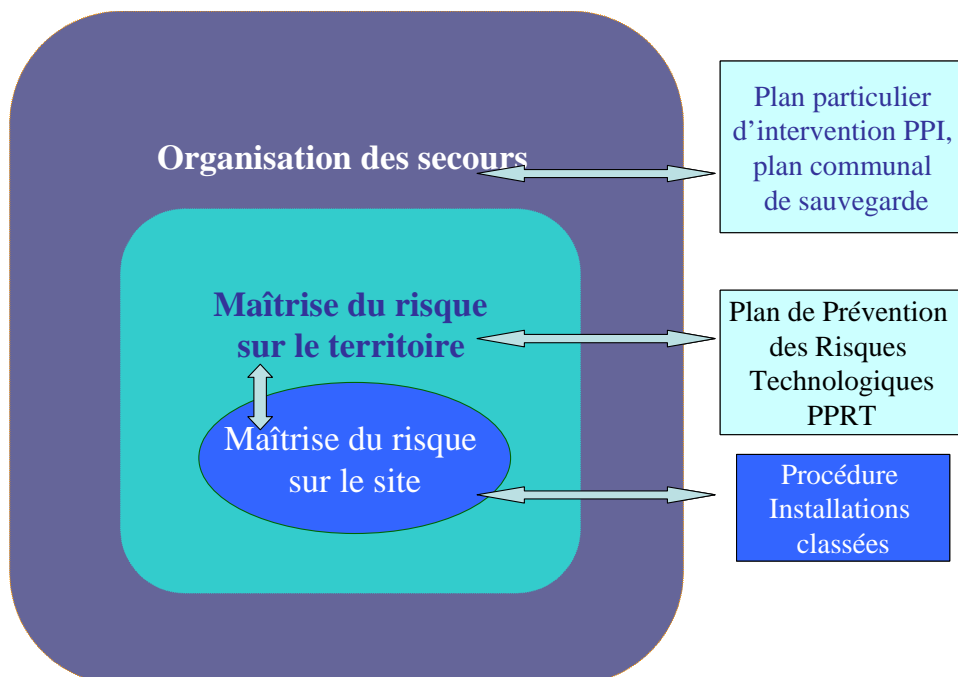 Organisation des secours
Plan particulier
d’intervention PPI,
plan communal
de sauvegarde
Maîtrise du risque
sur le territoire
Plan de Prévention
des Risques
Technologiques
PPRT
Maîtrise du risque
sur le site
Procédure
Installations
classées